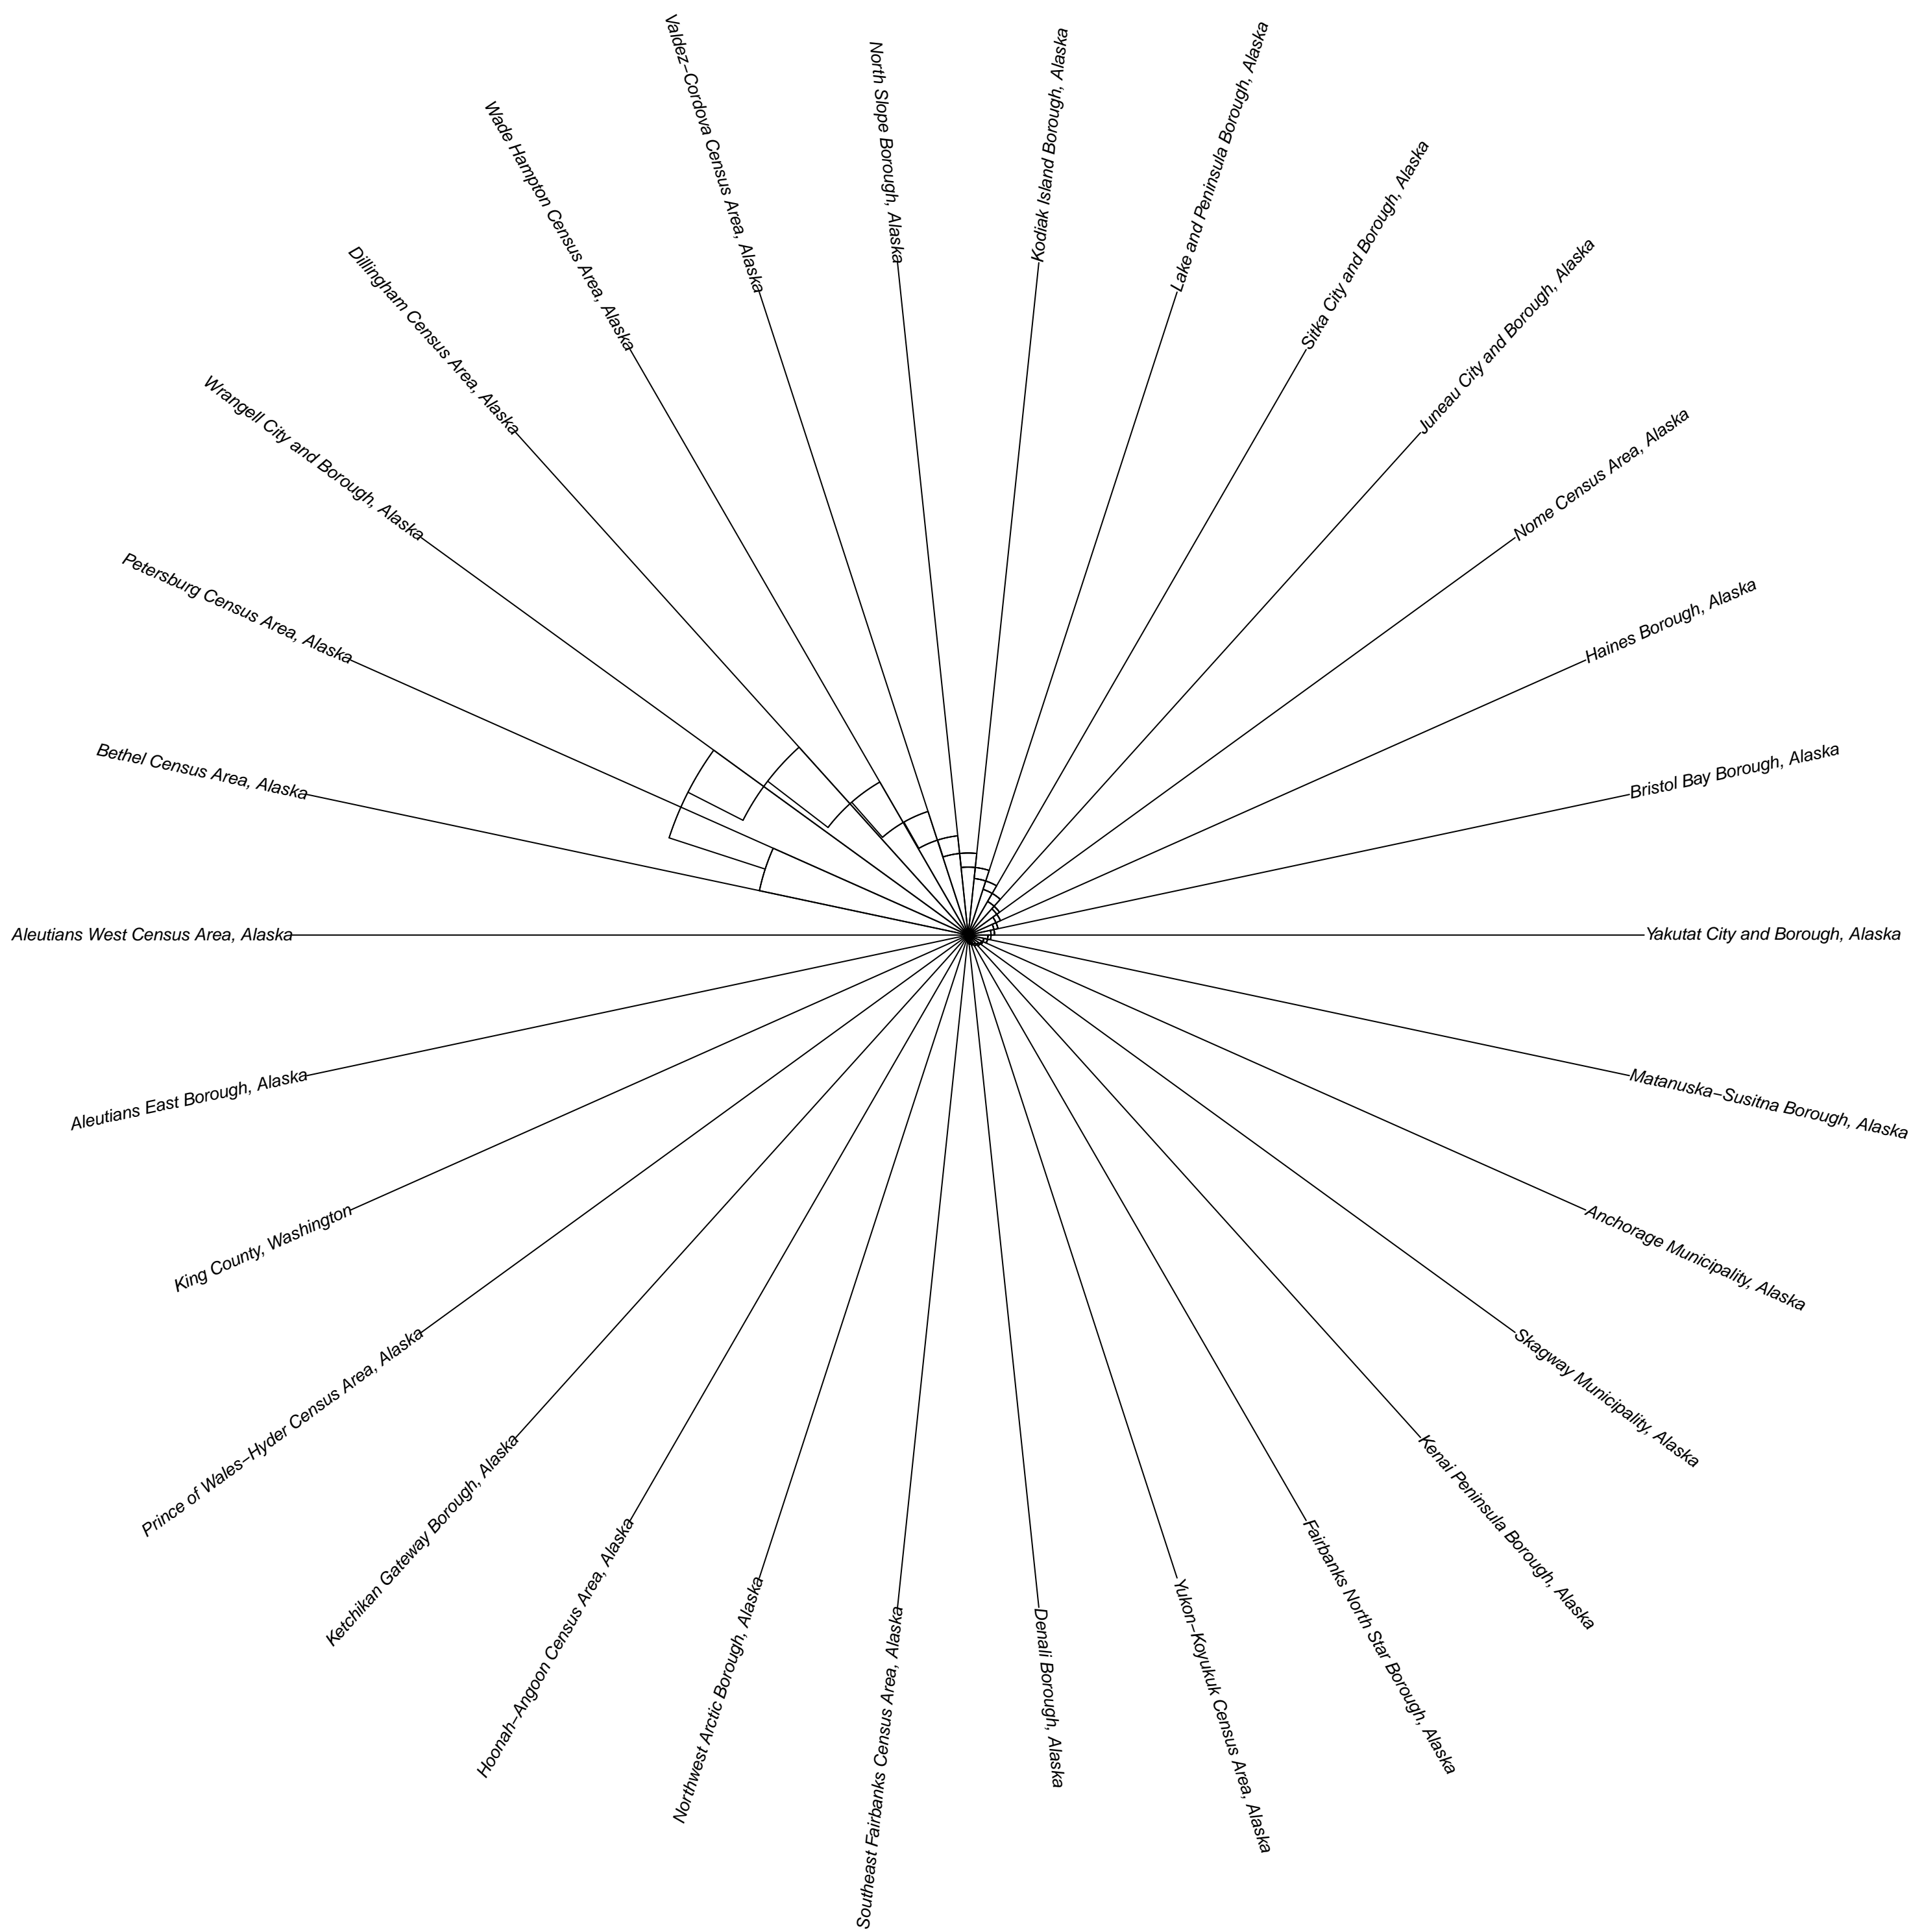 Valdez−Cordova Census Area, Alaska
North Slope Borough, Alaska
Kodiak Island Borough, Alaska
Lake and Peninsula Borough, Alaska
Sitka City and Borough, Alaska
Juneau City and Borough, Alaska
Nome Census Area, Alaska
Haines Borough, Alaska
Bristol Bay Borough, Alaska
Yakutat City and Borough, Alaska
Matanuska−Susitna Borough, Alaska
Anchorage Municipality, Alaska
Skagway Municipality, Alaska
Kenai Peninsula Borough, Alaska
Fairbanks North Star Borough, Alaska
Yukon−Koyukuk Census Area, Alaska
Denali Borough, Alaska
Southeast Fairbanks Census Area, Alaska
Northwest Arctic Borough, Alaska
Hoonah−Angoon Census Area, Alaska
Ketchikan Gateway Borough, Alaska
Prince of Wales−Hyder Census Area, Alaska
King County, Washington
Aleutians East Borough, Alaska
Aleutians West Census Area, Alaska
Bethel Census Area, Alaska
Petersburg Census Area, Alaska
Wrangell City and Borough, Alaska
Dillingham Census Area, Alaska
Wade Hampton Census Area, Alaska